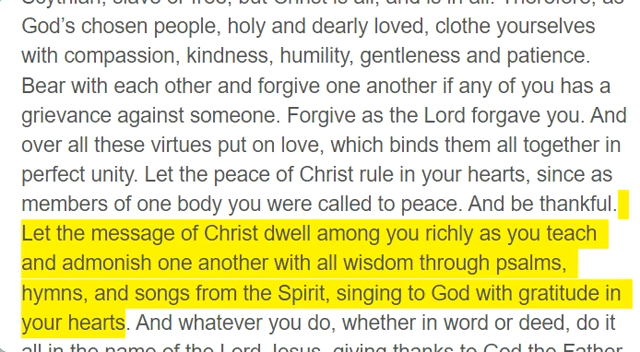 Scythian, slave or free, but Christ is all, and is in all. Therefore, as
God's chosen people, holy and dearly loved, clothe yourselves
with compassion, kindness, humility, gentleness and patience.
Bear with each other and forgive one another if any of you has a
grievance against someone. Forgive as the Lord forgave you. And
over all these virtues put on love, which binds them all together in
perfect unity. Let the peace of Christ rule in your hearts, since as
members of one body you were called to peace. And be thankful.
Let the message of Christ dwell among you richly as you teach
and admonish one another with all wisdom through psalms,
hymns, and songs from the Spirit, singing to God with gratitude in
your hearts. And whatever you do, whether in word or deed, do it
all in the name of the Lord Jesus, giving thanks to God the Father